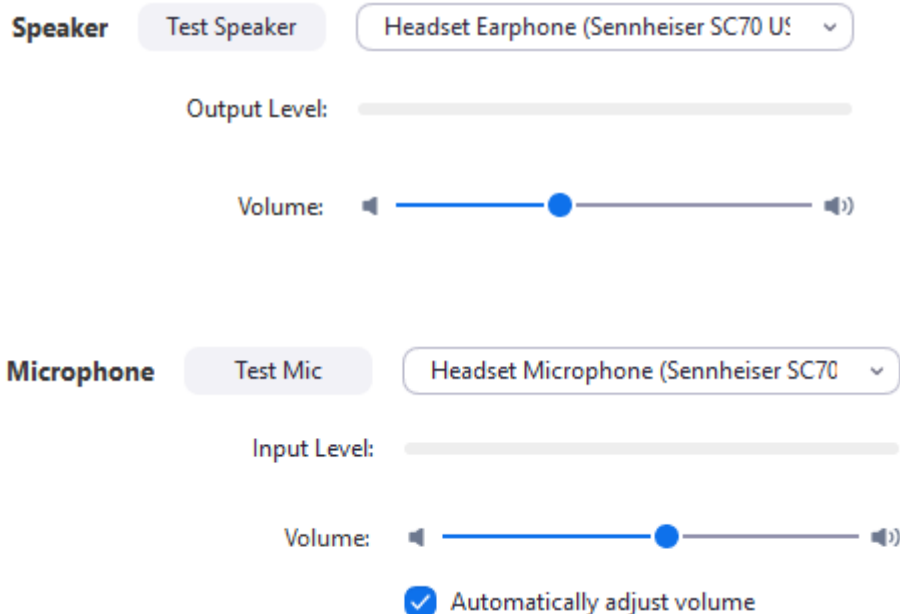 Speaker Test Speaker Headset Earphone (Sennheiser SC70 US
Output Level:
Volume:
Microphone Test Mic Headset Microphone (Sennheiser SC70
Input Level:
Volume:
Automatically adjust volume